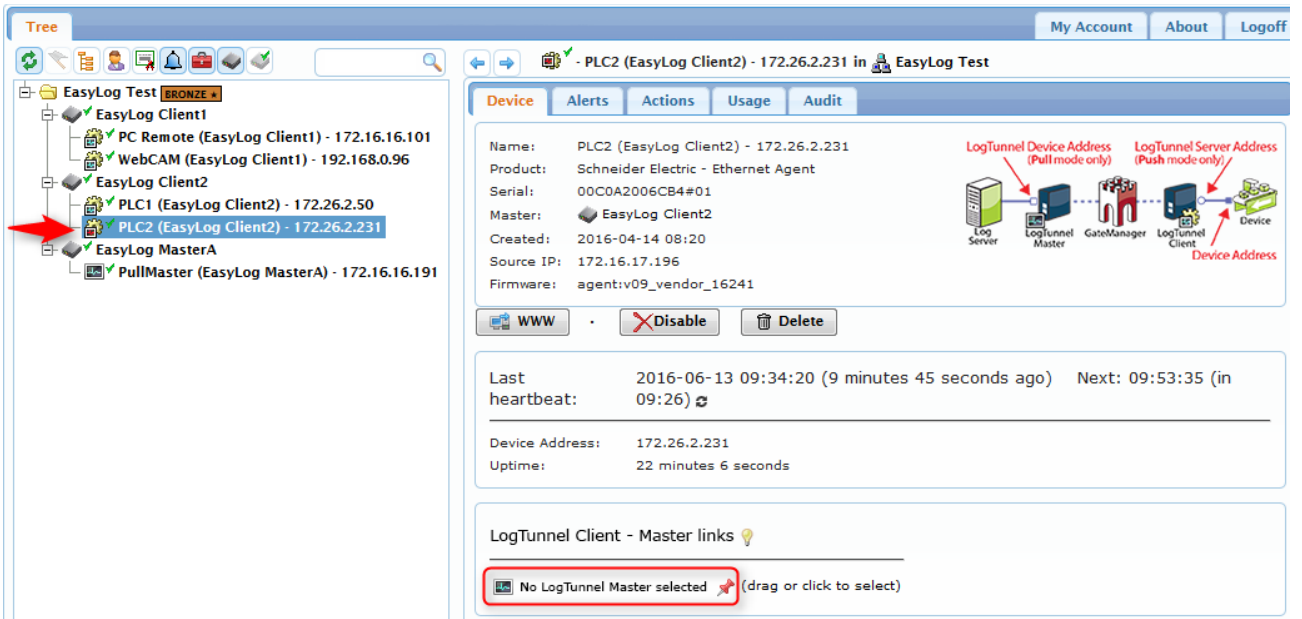 Tree
My Account
About
Logoff
- PLC2 (EasyLog Client2) - 172.26.2.231 in EasyLog Test
EasyLog Test BRONZE ★
EasyLog Client1
PC Remote (EasyLog Client1) - 172.16.16.101
WebCAM (EasyLog Client1) - 192.168.0.96
EasyLog Client2
PLC1 (EasyLog Client2) - 172.26.2.50
PLC2 (EasyLog Client2) - 172.26.2.231
EasyLog MasterA
PullMaster (EasyLog MasterA) - 172.16.16.191
Device
Alerts
Actions
Usage
Audit
Name: PLC2 (EasyLog Client2) - 172.26.2.231
Product: Schneider Electric - Ethernet Agent
Serial: 00C0A2006CB4#01
Master: EasyLog Client2
Created: 2016-04-14 08:20
Source IP: 172.16.17.196
Firmware: agent:v09_vendor_16241
LogTunnel Device Address
(Pull mode only)
LogTunnel Server Address
(Push mode only)
Log
Server
LogTunnel
Master
GateManager
LogTunnel
Client
Device
Device Address
WWW
·
Disable
Delete
Last 2016-06-13 09:34:20 (9 minutes 45 seconds ago) Next: 09:53:35 (in
heartbeat: 09:26)
Device Address: 172.26.2.231
Uptime: 22 minutes 6 seconds
LogTunnel Client - Master links
No LogTunnel Master selected (drag or click to select)